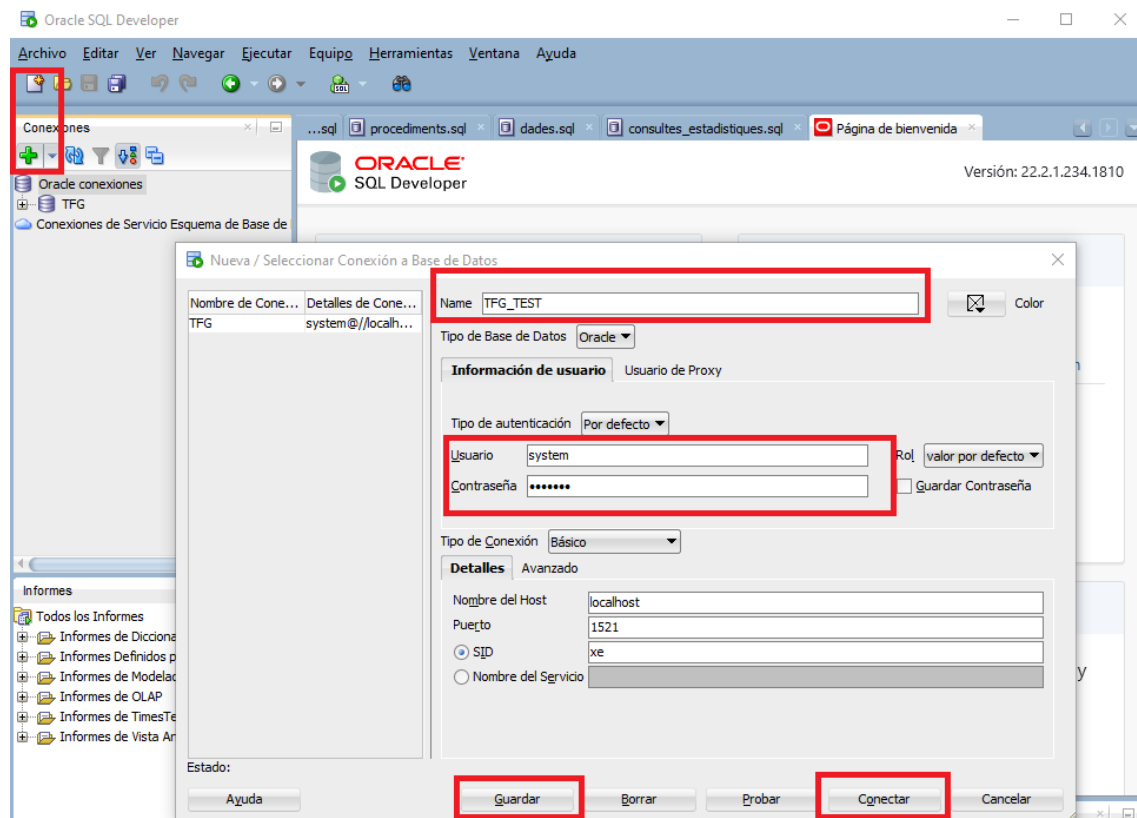 Oracle SQL Developer
Archivo Editar Ver Navegar Ejecutar Equipo Herramientas Ventana Ayuda
SQL
Conexiones
...sql procediments.sql dades.sql consultes_estadistiques.sql Página de bienvenida
Oracle conexiones
TFG
Conexiones de Servicio Esquema de Base de
ORACLE
SQL Developer
Versión: 22.2.1.234.1810
Nueva / Seleccionar Conexión a Base de Datos
Nombre de Cone... Detalles de Cone...
TFG system@//localh...
Name TFG_TEST Color
Tipo de Base de Datos Oracle
Información de usuario Usuario de Proxy
Tipo de autenticación Por defecto
Usuario system Rol valor por defecto
Contraseña ••••••• Guardar Contraseña
Tipo de Conexión Básico
Detalles Avanzado
Nombre del Host localhost
Puerto 1521
SID xe
Nombre del Servicio
y
Informes
Todos los Informes
Informes de Dicciona
Informes Definidos p
Informes de Modelac
Informes de OLAP
Informes de TimesTe
Informes de Vista Ar
Estado:
Ayuda Guardar Borrar Probar Conectar Cancelar